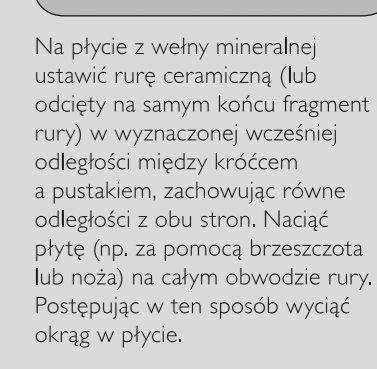 Na płycie z wełny mineralnej
ustawić rurę ceramiczną (lub
odcięty na samym końcu fragment
rury) w wyznaczonej wcześniej
odległości między króćcem
a pustakiem, zachowując równe
odległości z obu stron. Naciąć
płytę (np. za pomocą brzeszczota
lub noża) na całym obwodzie rury.
Postępując w ten sposób wyciąć
okrąg w płycie.